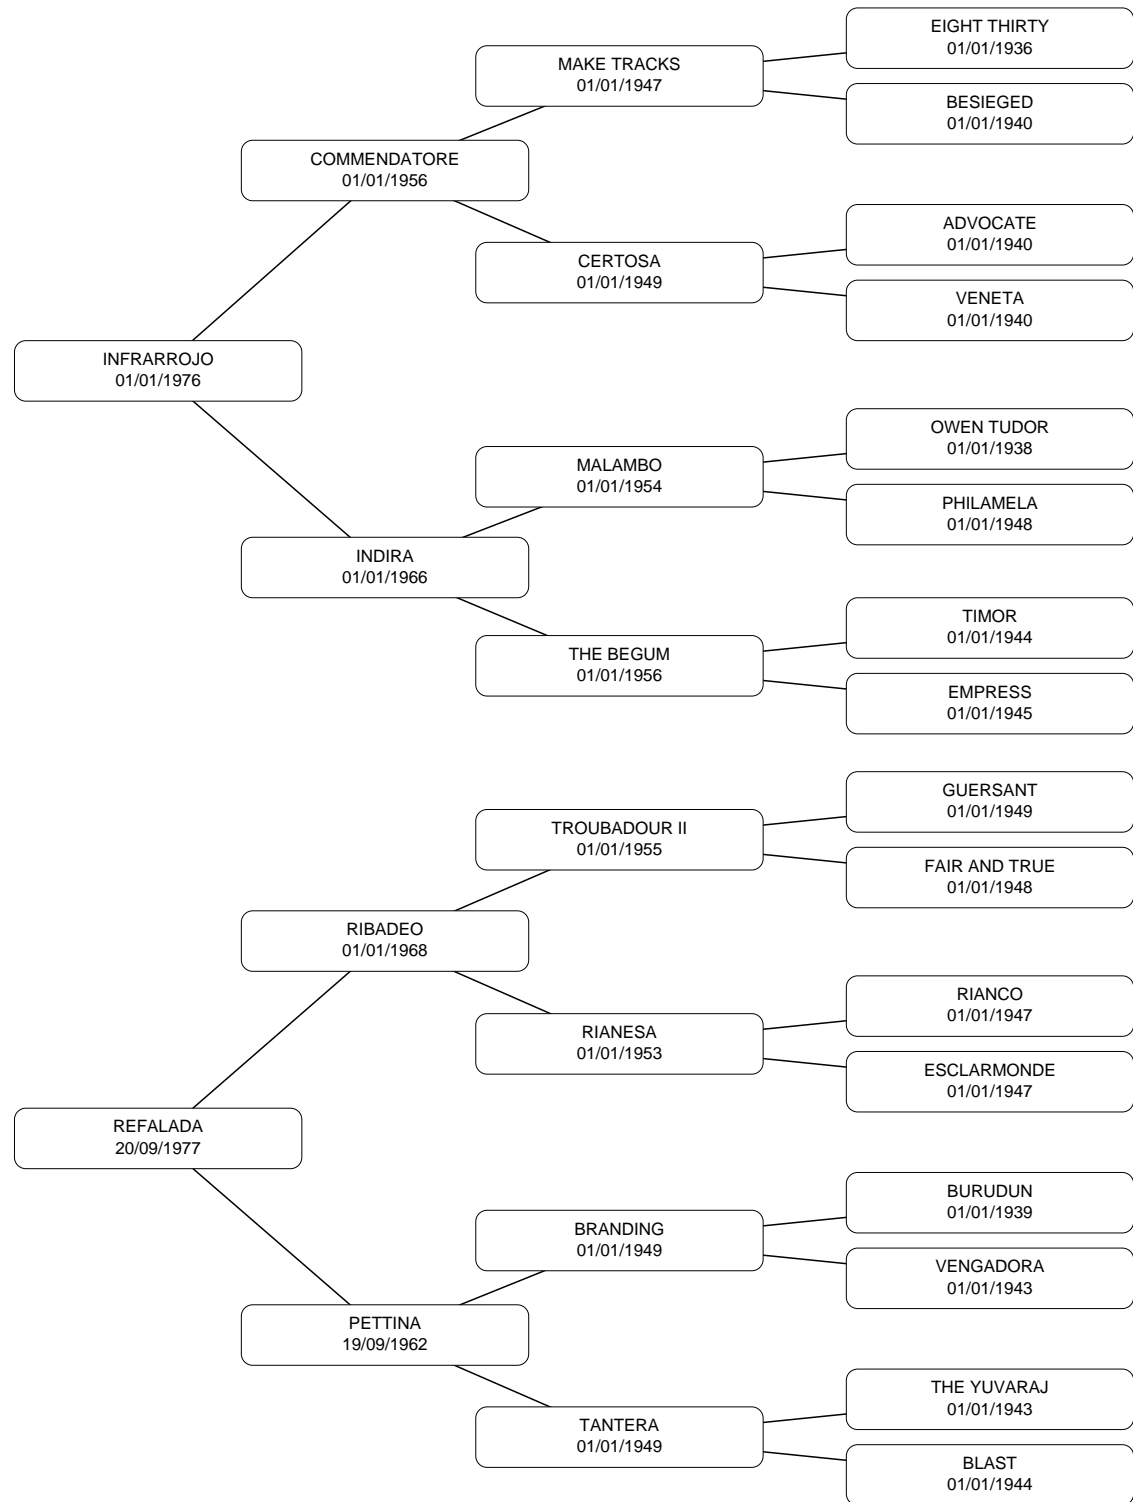 EIGHT THIRTY
01/01/1936
MAKE TRACKS
01/01/1947
BESIEGED
01/01/1940
COMMENDATORE
01/01/1956
ADVOCATE
01/01/1940
CERTOSA
01/01/1949
VENETA
01/01/1940
INFRARROJO
01/01/1976
OWEN TUDOR
01/01/1938
MALAMBO
01/01/1954
PHILAMELA
01/01/1948
INDIRA
01/01/1966
TIMOR
01/01/1944
THE BEGUM
01/01/1956
EMPRESS
01/01/1945
GUERSANT
01/01/1949
TROUBADOUR II
01/01/1955
FAIR AND TRUE
01/01/1948
RIBADEO
01/01/1968
RIANCO
01/01/1947
RIANESA
01/01/1953
ESCLARMONDE
01/01/1947
REFALADA
20/09/1977
BURUDUN
01/01/1939
BRANDING
01/01/1949
VENGADORA
01/01/1943
PETTINA
19/09/1962
THE YUVARAJ
01/01/1943
TANTERA
01/01/1949
BLAST
01/01/1944